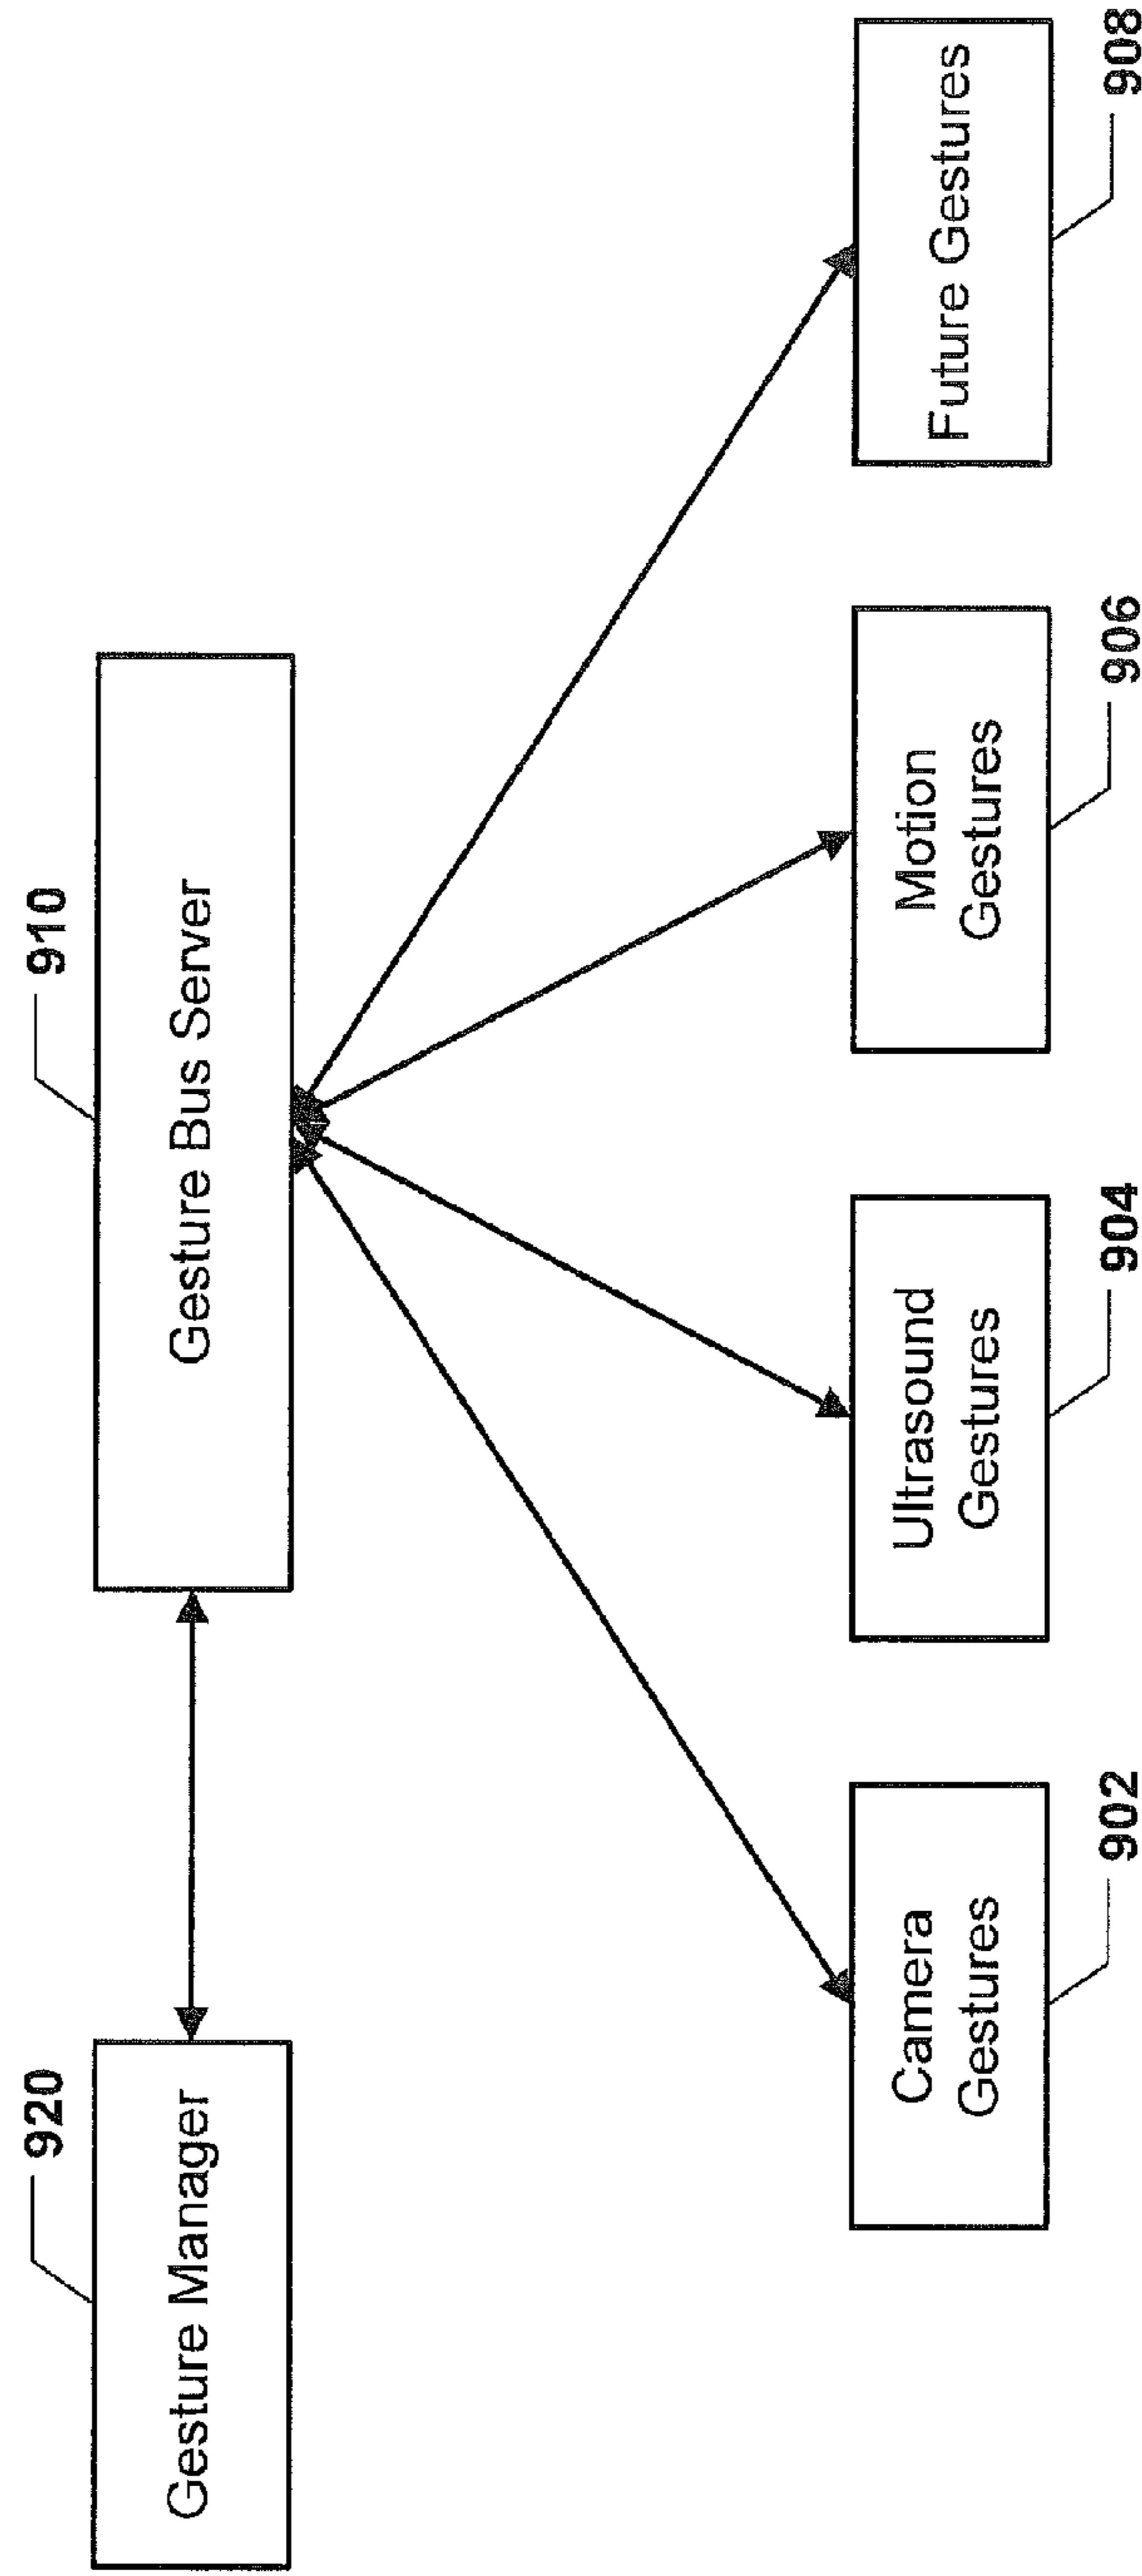 920
Gesture Manager
910
Gesture Bus Server
Camera
Gestures
902
Ultrasound
Gestures
904
Motion
Gestures
906
Future Gestures
908